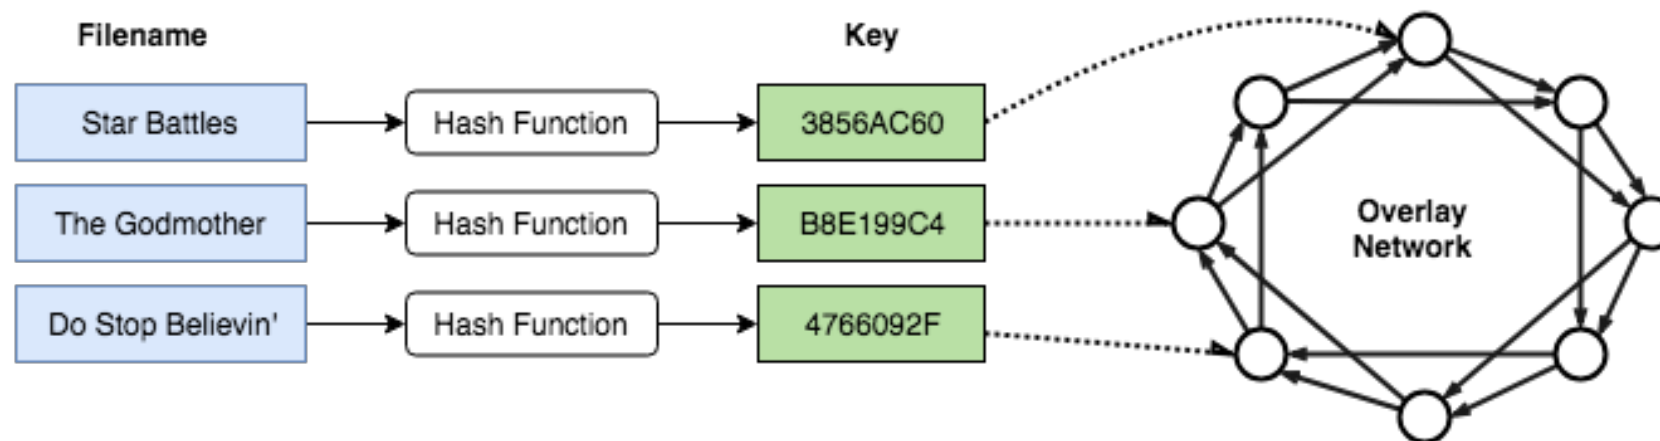 Filename
Key
Star Battles
Hash Function
3856AC60
The Godmother
Hash Function
B8E199C4
Do Stop Believin'
Hash Function
4766092F
Overlay
Network